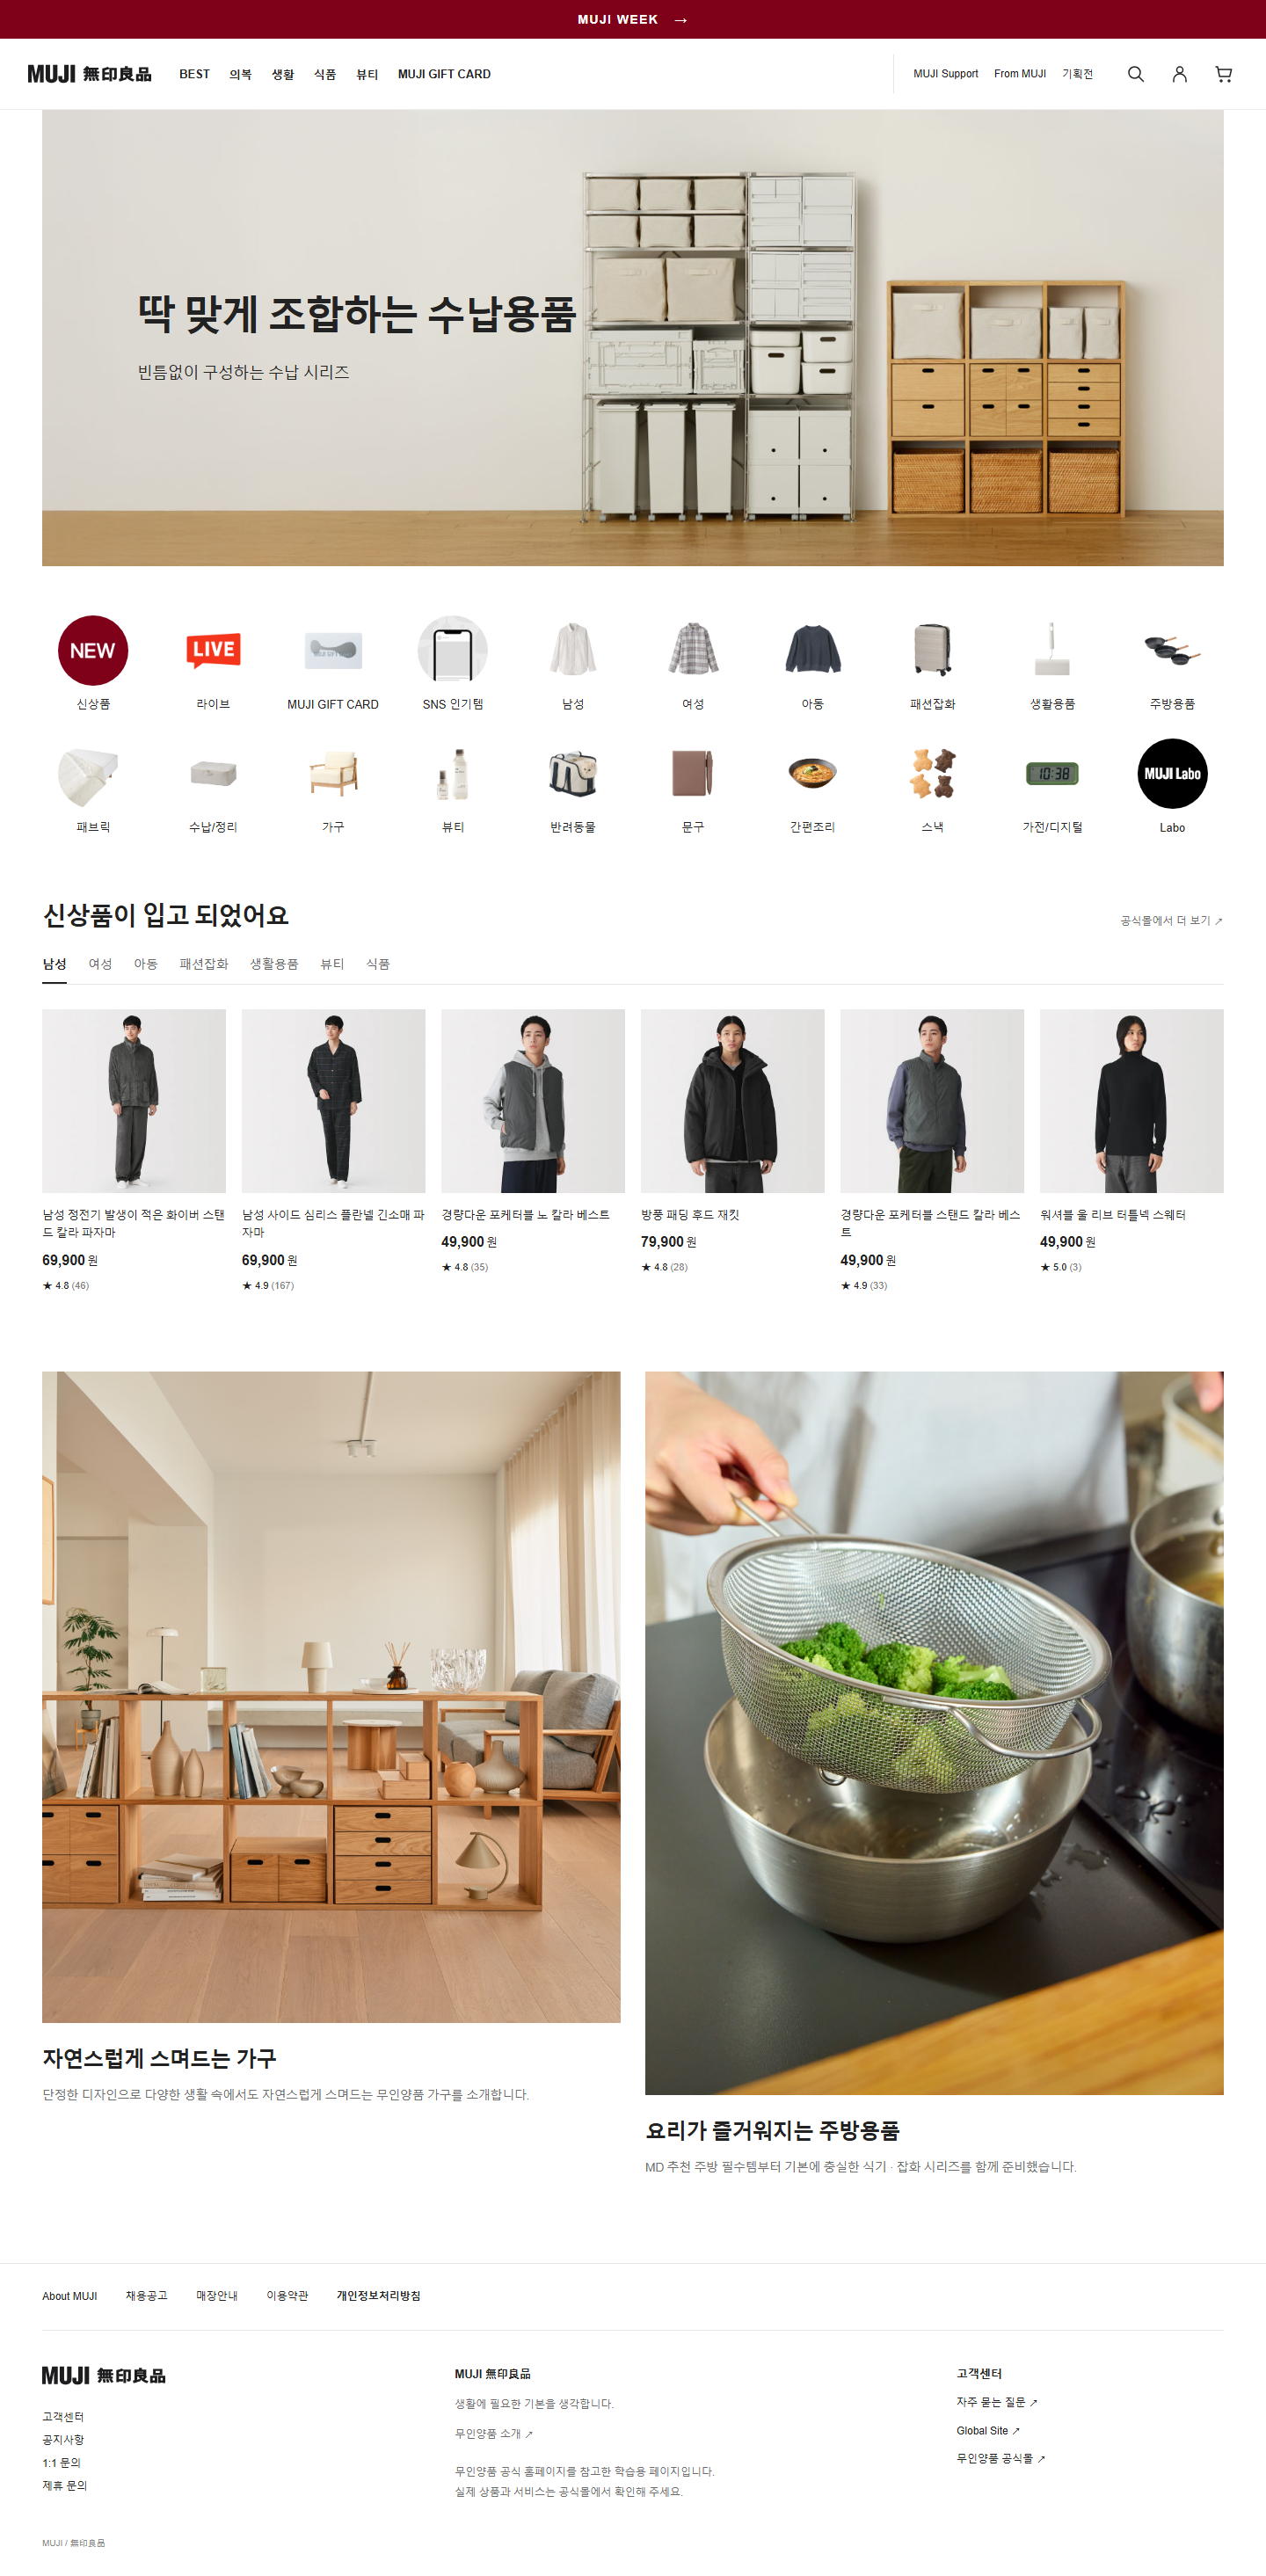 MUJI WEEK →
MUJI 無印良品
BEST 의복 생활 식품 뷰티 MUJI GIFT CARD
MUJI Support From MUJI 기획전
딱 맞게 조합하는 수납용품
빈틈없이 구성하는 수납 시리즈
NEW
LIVE
신상품 라이브 MUJI GIFT CARD SNS 인기템 남성 여성 아동 패션잡화 생활용품 주방용품
10:38
MUJI Labo
패브릭 수납/정리 가구 뷰티 반려동물 문구 간편조리 스낵 가전/디지털 Labo
신상품이 입고 되었어요
공식몰에서 더 보기 ↗
남성 여성 아동 패션잡화 생활용품 뷰티 식품
남성 정전기 발생이 적은 화이버 스탠
드 칼라 파자마
69,900 원
★ 4.8 (46)
남성 사이드 심리스 플란넬 긴소매 파
자마
69,900 원
★ 4.9 (167)
경량다운 포케터블 노 칼라 베스트
49,900 원
★ 4.8 (35)
방풍 패딩 후드 재킷
79,900 원
★ 4.8 (28)
경량다운 포케터블 스탠드 칼라 베스
트
49,900 원
★ 4.9 (33)
워셔블 울 리브 터틀넥 스웨터
49,900 원
★ 5.0 (3)
자연스럽게 스며드는 가구
단정한 디자인으로 다양한 생활 속에서도 자연스럽게 스며드는 무인양품 가구를 소개합니다.
요리가 즐거워지는 주방용품
MD 추천 주방 필수템부터 기본에 충실한 식기 · 잡화 시리즈를 함께 준비했습니다.
About MUJI 채용공고 매장안내 이용약관 개인정보처리방침
MUJI 無印良品
고객센터
공지사항
1:1 문의
제휴 문의
MUJI 無印良品
생활에 필요한 기본을 생각합니다.
무인양품 소개 ↗
무인양품 공식 홈페이지를 참고한 학습용 페이지입니다.
실제 상품과 서비스는 공식몰에서 확인해 주세요.
고객센터
자주 묻는 질문 ↗
Global Site ↗
무인양품 공식몰 ↗
MUJI / 無印良品